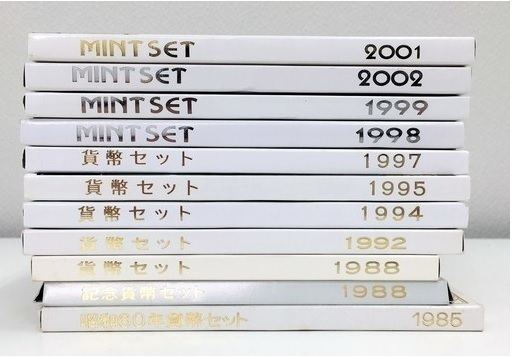 MINT SET 2001
MINT SET 2002
MINT SET 1999
MINT SET 1998
貨幣セット 1997
貨幣セット 1995
貨幣セット 1994
貨幣セット 1992
貨幣セット 1988
記念貨幣セット 1988
昭和60年貨幣セット 1985